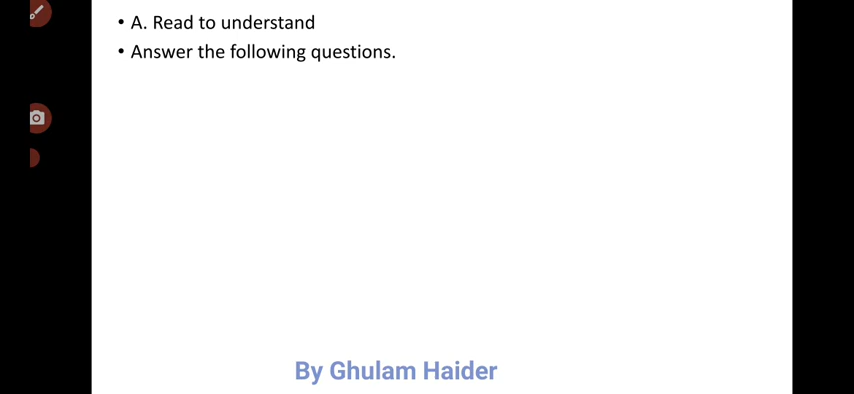 • A. Read to understand
• Answer the following questions.
By Ghulam Haider